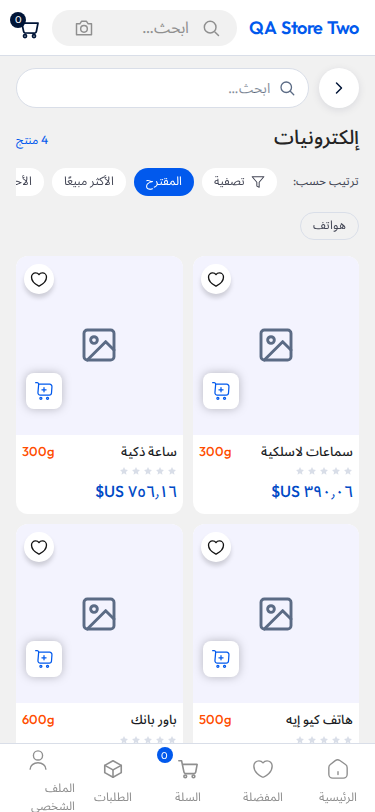 QA Store Two
ابحث...
0
ابحث...
إلكترونيات
4 منتج
ترتيب حسب:
تصفية
المقترح
الأكثر مبيعًا
هواتف
سماعات لاسلكية
300g
$US ٣٩٠٫٠٦
ساعة ذكية
300g
$US ٧٥٦٫١٦
هاتف كيو إيه
500g
باور بانك
600g
الرئيسية
المفضلة
0
السلة
الطلبات
الملف
الشخصي